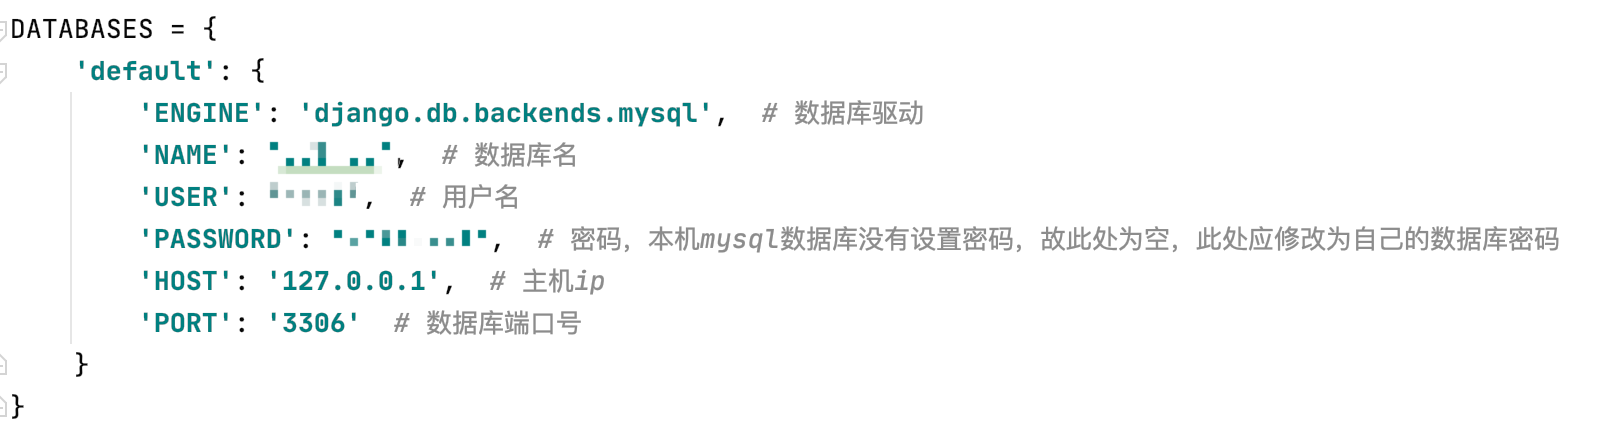 DATABASES = {
'default': {
'ENGINE': 'django.db.backends.mysql',  # 数据库驱动
'NAME': ',  # 数据库名
'USER': ',  # 用户名
'PASSWORD': ',  # 密码，本机mysql数据库没有设置密码，故此处为空，此处应修改为自己的数据库密码
'HOST': '127.0.0.1',  # 主机ip
'PORT': '3306'  # 数据库端口号
}
}